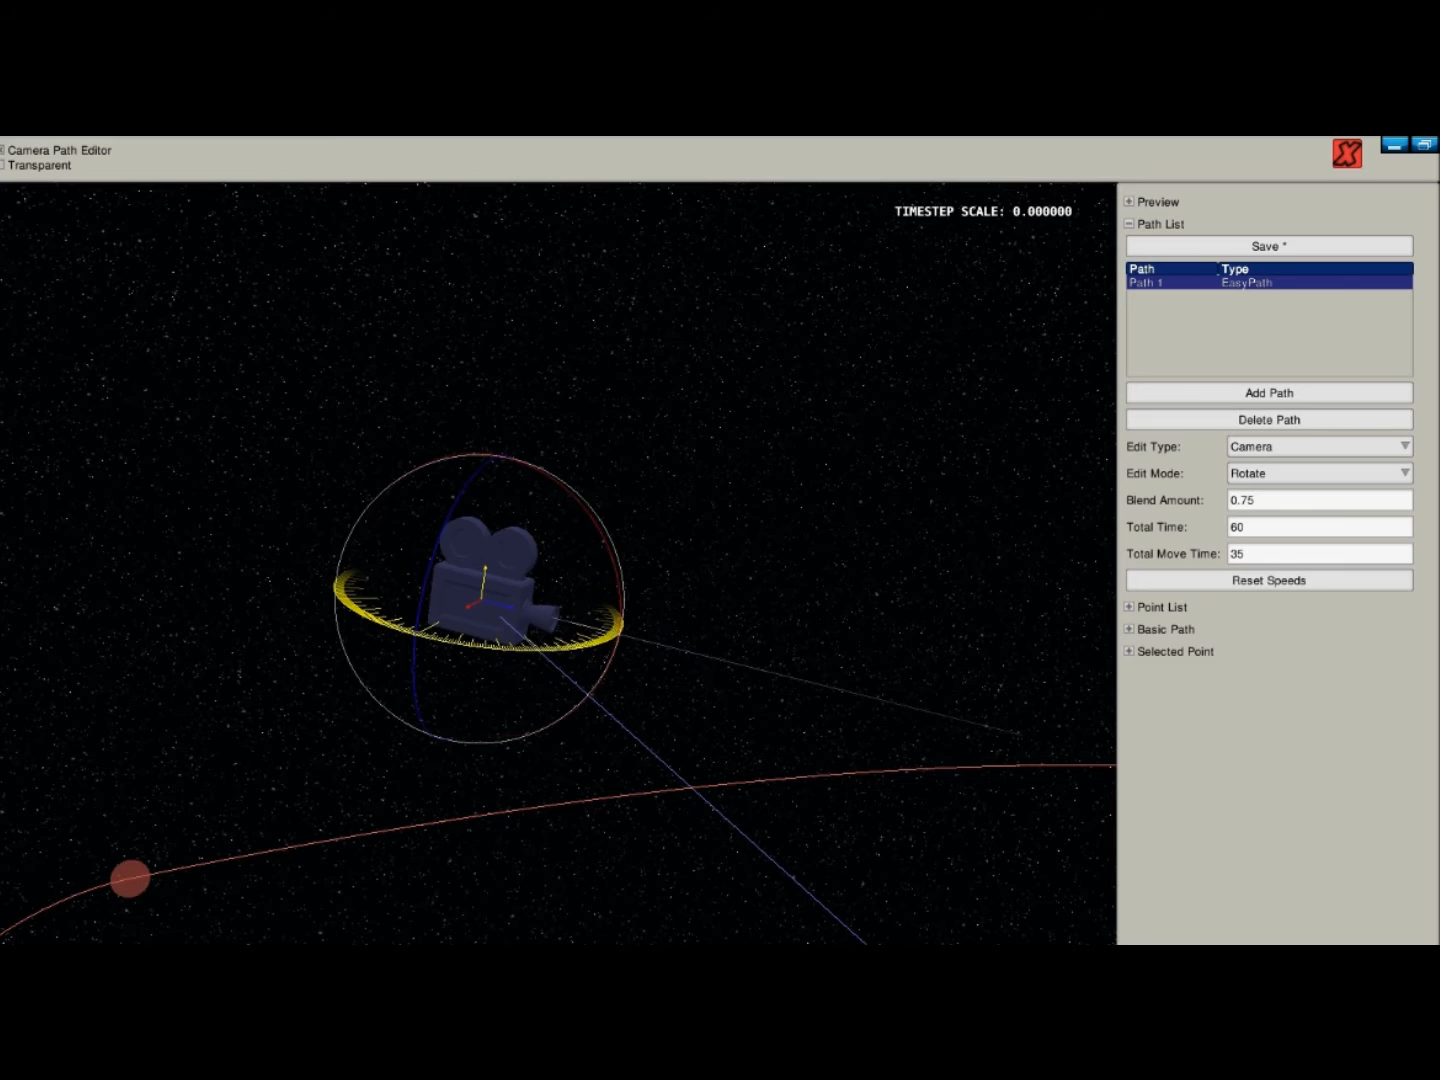 Camera Path Editor
Transparent
TIMESTEP SCALE: 0.000000
Preview
Path List
Save *
Path Type
Path 1 EasyPath
Add Path
Delete Path
Edit Type: Camera
Edit Mode: Rotate
Blend Amount: 0.75
Total Time: 60
Total Move Time: 35
Reset Speeds
Point List
Basic Path
Selected Point